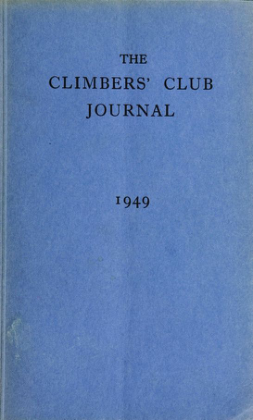 THE
CLIMBERS' CLUB
JOURNAL
1949